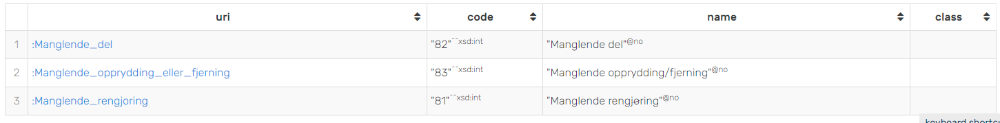 uri code name class
1 :Manglende_del "82"^^xsd:int "Manglende del"@no
2 :Manglende_opprydding_eller_fjerning "83"^^xsd:int "Manglende opprydding/fjerning"@no
3 :Manglende_rengjoring "81"^^xsd:int "Manglende rengjøring"@no
keyboard